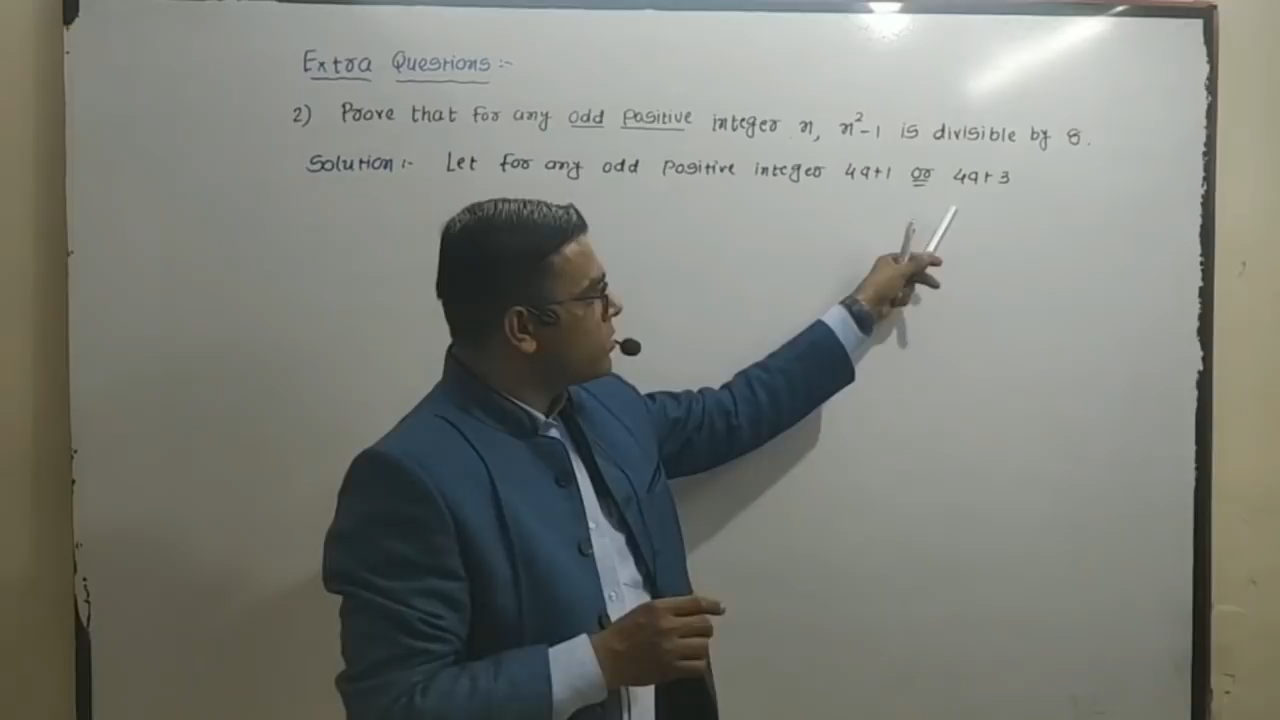 Extra Questions :-
2) Prove that for any odd positive integer n, n²-1 is divisible by 8.
Solution :- Let for any odd positive integer 4q+1 or 4q+3